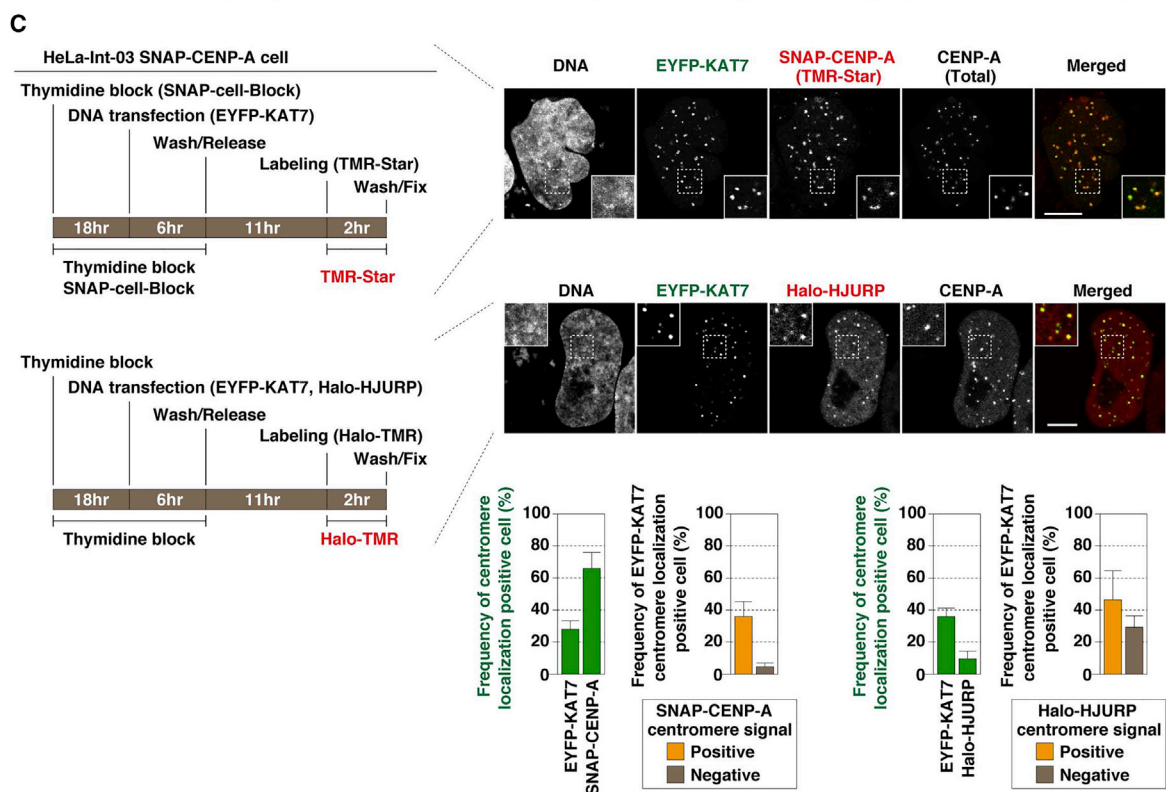 C
HeLa-Int-03 SNAP-CENP-A cell
Thymidine block (SNAP-cell-Block)
DNA transfection (EYFP-KAT7)
Wash/Release
Labeling (TMR-Star)
Wash/Fix
18hr 6hr 11hr 2hr
Thymidine block
SNAP-cell-Block
TMR-Star
DNA
EYFP-KAT7
SNAP-CENP-A
(TMR-Star)
CENP-A
(Total)
Merged
Thymidine block
DNA transfection (EYFP-KAT7, Halo-HJURP)
Wash/Release
Labeling (Halo-TMR)
Wash/Fix
18hr 6hr 11hr 2hr
Thymidine block
Halo-TMR
DNA
EYFP-KAT7
Halo-HJURP
CENP-A
Merged
Frequency of centromere
localization positive cell (%)
100
80
60
40
20
0
EYFP-KAT7
SNAP-CENP-A
Frequency of EYFP-KAT7
centromere localization
positive cell (%)
100
80
60
40
20
0
SNAP-CENP-A
centromere signal
Positive
Negative
Frequency of centromere
localization positive cell (%)
100
80
60
40
20
0
EYFP-KAT7
Halo-HJURP
Frequency of EYFP-KAT7
centromere localization
positive cell (%)
100
80
60
40
20
0
Halo-HJURP
centromere signal
Positive
Negative